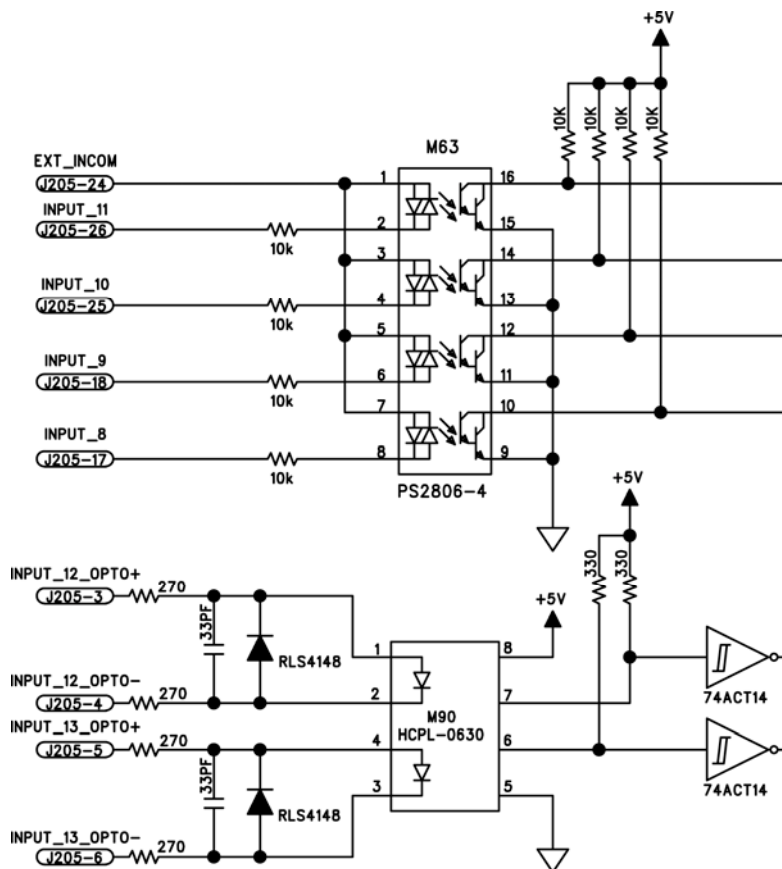 +5V
10K 10K 10K 10K
M63
EXT_INCOM
J205-24
1 16
INPUT_11
J205-26
10k
2 15
3 14
INPUT_10
J205-25
10k
4 13
5 12
INPUT_9
J205-18
10k
6 11
7 10
INPUT_8
J205-17
10k
8 9
PS2806-4
+5V
330 330
INPUT_12_OPTO+
J205-3
270
33PF
RLS4148
+5V
1 8
INPUT_12_OPTO-
J205-4
270
2 7
74ACT14
M90
HCPL-0630
INPUT_13_OPTO+
J205-5
270
4 6
33PF
RLS4148
3 5
74ACT14
INPUT_13_OPTO-
J205-6
270